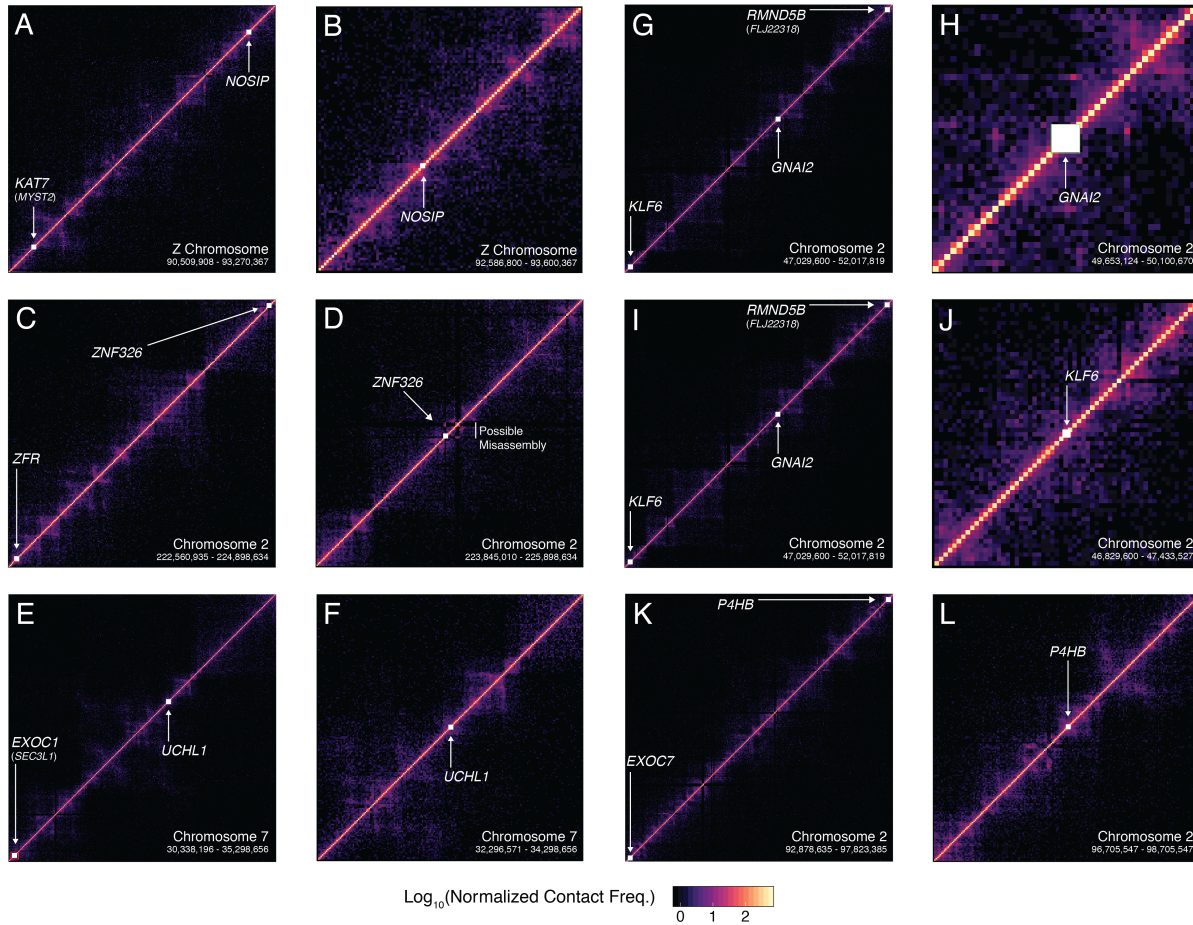 A
NOSIP
KAT7
(MYST2)
Z Chromosome
90,509,908 - 93,270,367
B
NOSIP
Z Chromosome
92,586,800 - 93,600,367
G
RMND5B
(FLJ22318)
GNAI2
KLF6
Chromosome 2
47,029,600 - 52,017,819
H
GNAI2
Chromosome 2
49,653,124 - 50,100,670
C
ZNF326
ZFR
Chromosome 2
222,560,935 - 224,898,634
D
ZNF326
Possible
Misassembly
Chromosome 2
223,845,010 - 225,898,634
I
RMND5B
(FLJ22318)
GNAI2
KLF6
Chromosome 2
47,029,600 - 52,017,819
J
KLF6
Chromosome 2
46,829,600 - 47,433,527
E
EXOC1
(SEC3L1)
UCHL1
Chromosome 7
30,338,196 - 35,298,656
F
UCHL1
Chromosome 7
32,296,571 - 34,298,656
K
P4HB
EXOC7
Chromosome 2
92,878,635 - 97,823,385
L
P4HB
Chromosome 2
96,705,547 - 98,705,547
Log10(Normalized Contact Freq.)
0 1 2